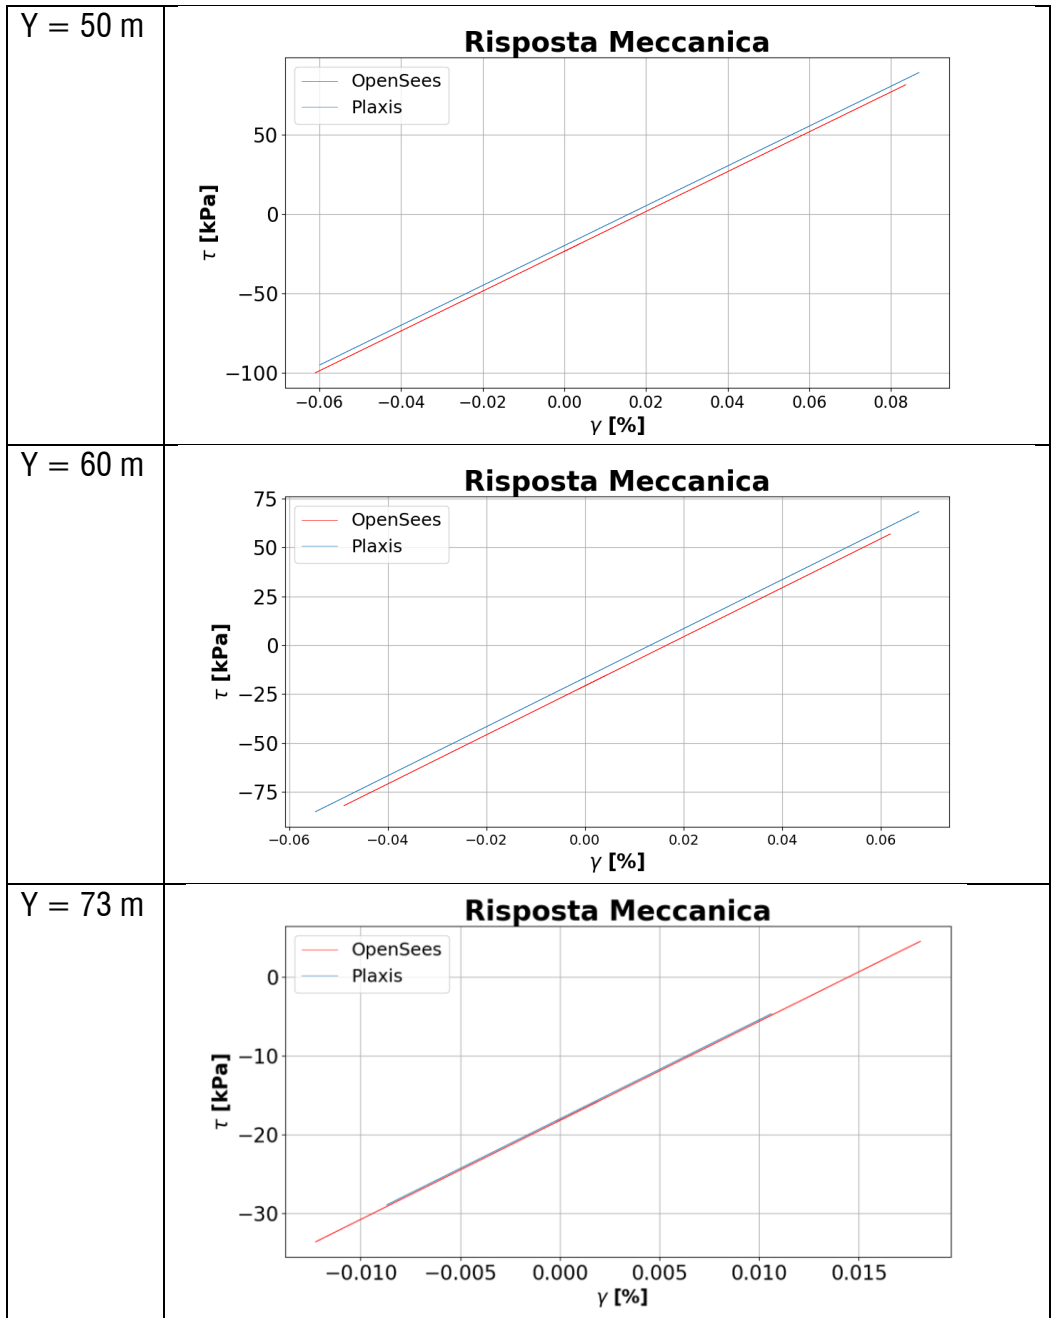 Y = 50 m
Risposta Meccanica
OpenSees
Plaxis
50
0
−50
−100
τ [kPa]
−0.06 −0.04 −0.02 0.00 0.02 0.04 0.06 0.08
γ [%]
Y = 60 m
Risposta Meccanica
OpenSees
Plaxis
75
50
25
0
−25
−50
−75
τ [kPa]
−0.06 −0.04 −0.02 0.00 0.02 0.04 0.06
γ [%]
Y = 73 m
Risposta Meccanica
OpenSees
Plaxis
0
−10
−20
−30
τ [kPa]
−0.010 −0.005 0.000 0.005 0.010 0.015
γ [%]